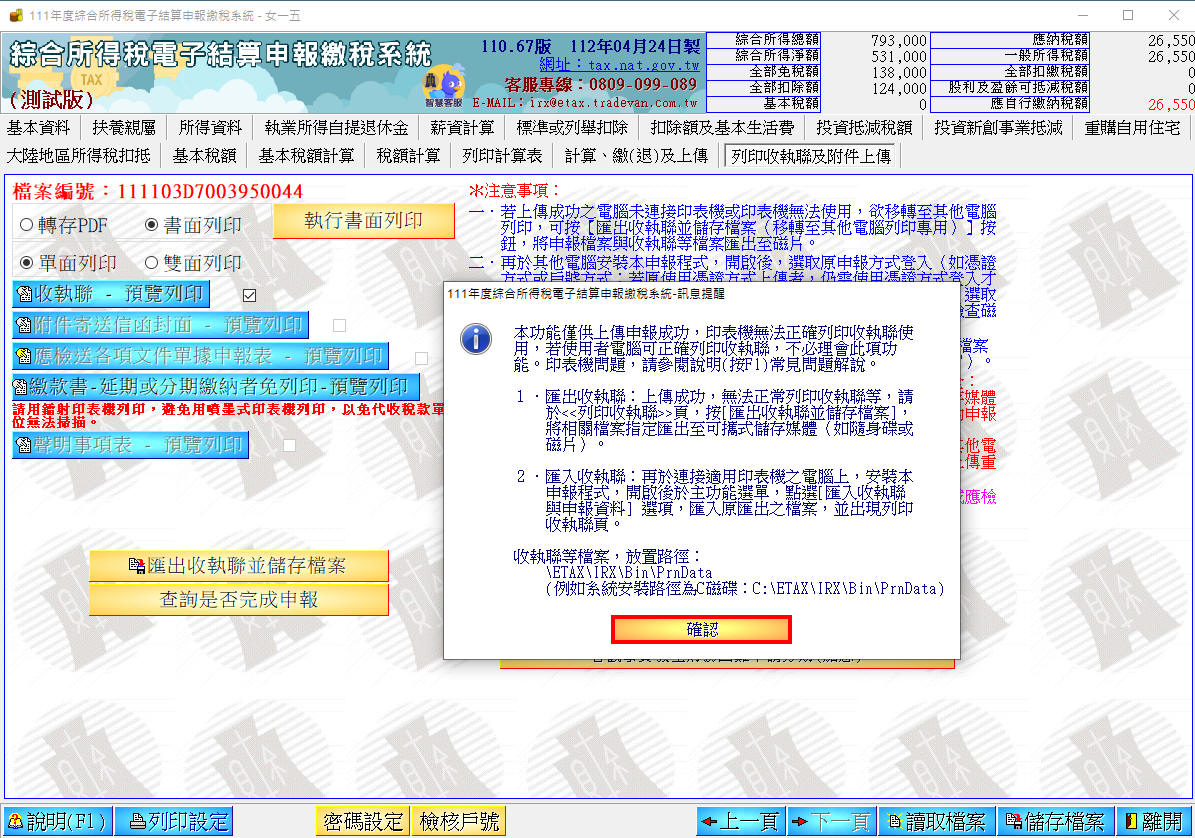 111年度綜合所得稅電子結算申報繳稅系統 - 女一五
綜合所得稅電子結算申報繳稅系統
(測試版)
TAX
110.67版 112年04月24日製
網址：tax.nat.gov.tw
客服專線：0809-099-089
E-MAIL：irx@etax.tradevan.com.tw
智慧客服
綜合所得總額 793,000 應納稅額 26,550
綜合所得淨額 531,000 一般所得稅額 26,550
全部免稅額 138,000 全部扣繳稅額 0
全部扣除額 124,000 股利及盈餘可抵減稅額 0
基本稅額 0 應自行繳納稅額 26,550
基本資料 扶養親屬 所得資料 執業所得自提退休金 薪資計算 標準或列舉扣除 扣除額及基本生活費 投資抵減稅額 投資新創事業抵減 重購自用住宅
大陸地區所得稅扣抵 基本稅額 基本稅額計算 稅額計算 列印計算表 計算、繳(退)及上傳 列印收執聯及附件上傳
檔案編號：111103D7003950044
轉存PDF 書面列印 執行書面列印
單面列印 雙面列印
收執聯 - 預覽列印
附件寄送信函封面 - 預覽列印
應檢送各項文件單據申報表 - 預覽列印
繳款書-延期或分期繳納者免列印-預覽列印
請用鐳射印表機列印，避免用噴墨式印表機列印，以免代收稅款單
位無法掃描。
聲明事項表 - 預覽列印
匯出收執聯並儲存檔案
查詢是否完成申報
※注意事項：
一．若上傳成功之電腦未連接印表機或印表機無法使用，欲移轉至其他電腦
列印，可按［匯出收執聯並儲存檔案（移轉至其他電腦列印專用）］按
鈕，將申報檔案與收執聯等檔案匯出至磁片。
二．再於其他電腦安裝本申報程式，開啟後，選取原申報方式登入（如憑證
方式或戶號方式；若原使用憑證方式上傳者，仍需使用憑證方式登入才
選取
檢查磁
檔案
）。
媒體
申報
其他電
上傳重
應檢
111年度綜合所得稅電子結算申報繳稅系統-訊息提醒
本功能僅供上傳申報成功，印表機無法正確列印收執聯使
用，若使用者電腦可正確列印收執聯，不必理會此項功
能。印表機問題，請參閱說明(按F1)常見問題解說。
1．匯出收執聯：上傳成功，無法正常列印收執聯等，請
於<<列印收執聯>>頁，按[匯出收執聯並儲存檔案]，
將相關檔案指定匯出至可攜式儲存媒體（如隨身碟或
磁片）。
2．匯入收執聯：再於連接適用印表機之電腦上，安裝本
申報程式，開啟後於主功能選單，點選[匯入收執聯
與申報資料] 選項，匯入原匯出之檔案，並出現列印
收執聯頁。
收執聯等檔案，放置路徑：
\ETAX\IRX\Bin\PrnData
(例如系統安裝路徑為C磁碟：C:\ETAX\IRX\Bin\PrnData)
確認
說明(F1) 列印設定 密碼設定 檢核戶號 上一頁 下一頁 讀取檔案 儲存檔案 離開